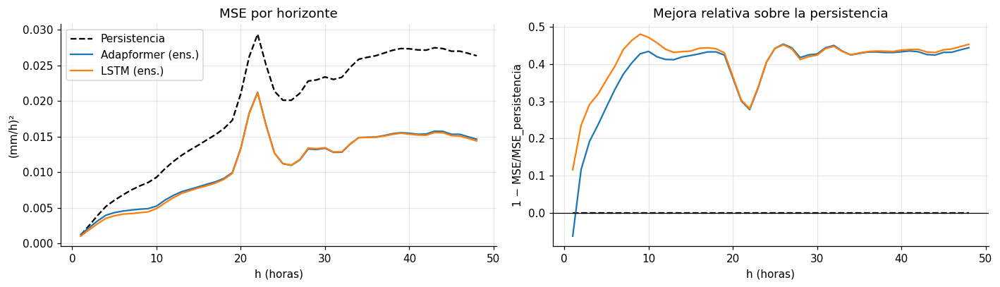 MSE por horizonte
(mm/h)²
0.030
0.025
0.020
0.015
0.010
0.005
0.000
Persistencia
Adapformer (ens.)
LSTM (ens.)
0 10 20 30 40 50
h (horas)
Mejora relativa sobre la persistencia
1 − MSE/MSE_persistencia
0.5
0.4
0.3
0.2
0.1
0.0
0 10 20 30 40 50
h (horas)